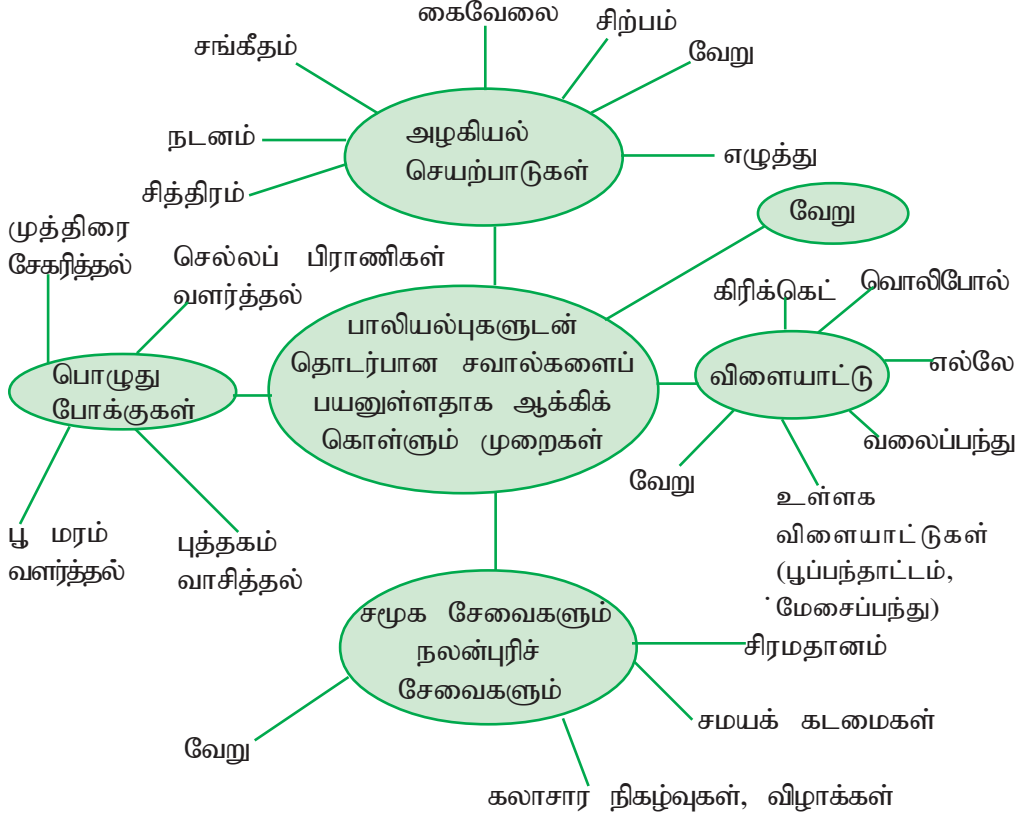 கைவேலை
சிற்பம்
சங்கீதம்
வேறு
அழகியல்
செயற்பாடுகள்
நடனம்
எழுத்து
சித்திரம்
வேறு
முத்திரை
சேகரித்தல்
செல்லப் பிராணிகள்
வளர்த்தல்
கிரிக்கெட்
வொலிபோல்
பாலியல்புகளுடன்
தொடர்பான சவால்களைப்
பயனுள்ளதாக ஆக்கிக்
கொள்ளும் முறைகள்
எல்லே
விளையாட்டு
பொழுது
போக்குகள்
வலைப்பந்து
வேறு
உள்ளக
விளையாட்டுகள்
(பூப்பந்தாட்டம்,
மேசைப்பந்து)
பூ மரம்
வளர்த்தல்
புத்தகம்
வாசித்தல்
சமூக சேவைகளும்
நலன்புரிச்
சேவைகளும்
சிரமதானம்
சமயக் கடமைகள்
வேறு
கலாசார நிகழ்வுகள், விழாக்கள்